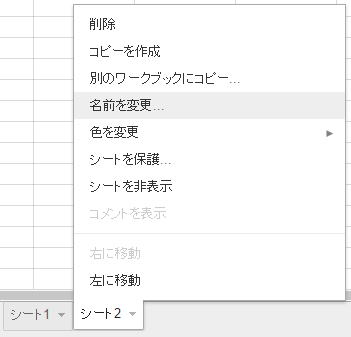 削除
コピーを作成
別のワークブックにコピー...
名前を変更...
色を変更
シートを保護...
シートを非表示
コメントを表示
右に移動
左に移動
シート1 シート2